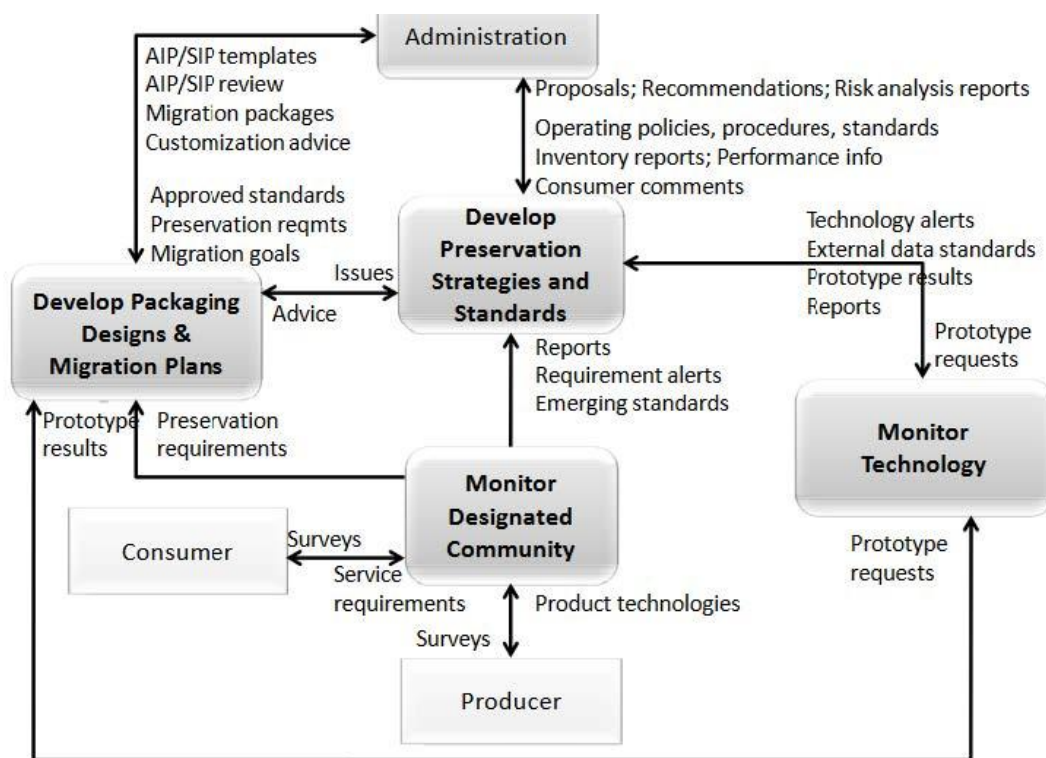 Administration
AIP/SIP templates
AIP/SIP review
Migration packages
Customization advice
Proposals; Recommendations; Risk analysis reports
Operating policies, procedures, standards
Inventory reports; Performance info
Consumer comments
Approved standards
Preservation reqmts
Migration goals
Develop
Preservation
Strategies and
Standards
Technology alerts
External data standards
Prototype results
Reports
Issues
Advice
Develop Packaging
Designs &
Migration Plans
Prototype
requests
Reports
Requirement alerts
Emerging standards
Prototype
results
Preservation
requirements
Monitor
Technology
Monitor
Designated
Community
Consumer
Surveys
Service
requirements
Prototype
requests
Product technologies
Surveys
Producer